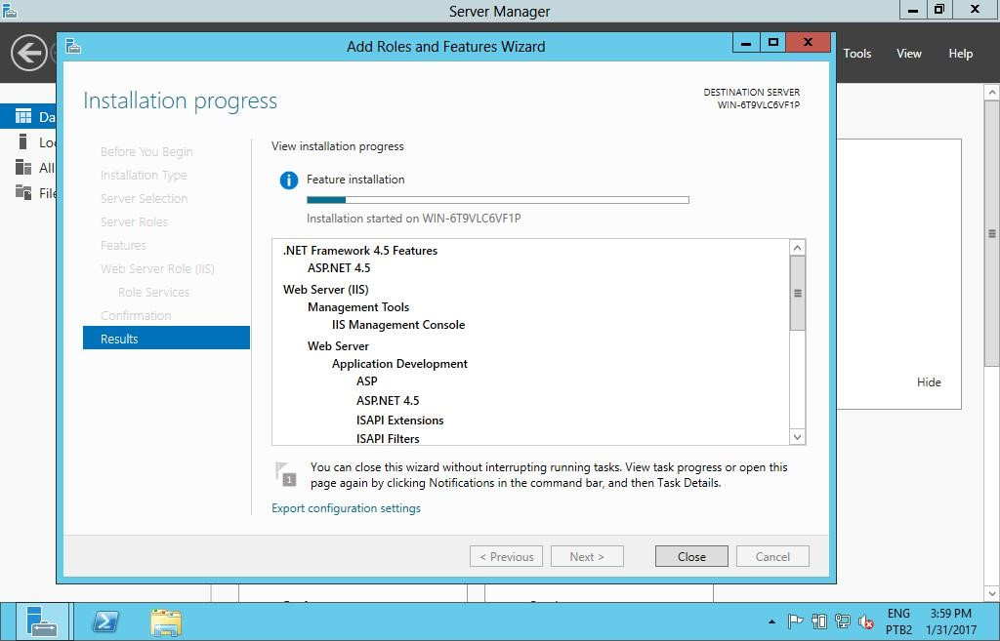 Server Manager
Add Roles and Features Wizard
Tools View Help
Installation progress
DESTINATION SERVER
WIN-6T9VLC6VF1P
Da
Loc
All
File
Before You Begin
Installation Type
Server Selection
Server Roles
Features
Web Server Role (IIS)
Role Services
Confirmation
Results
View installation progress
Feature installation
Installation started on WIN-6T9VLC6VF1P
.NET Framework 4.5 Features
ASP.NET 4.5
Web Server (IIS)
Management Tools
IIS Management Console
Web Server
Application Development
ASP
ASP.NET 4.5
ISAPI Extensions
ISAPI Filters
Hide
1
You can close this wizard without interrupting running tasks. View task progress or open this
page again by clicking Notifications in the command bar, and then Task Details.
Export configuration settings
< Previous Next > Close Cancel
ENG 3:59 PM
PTB2 1/31/2017